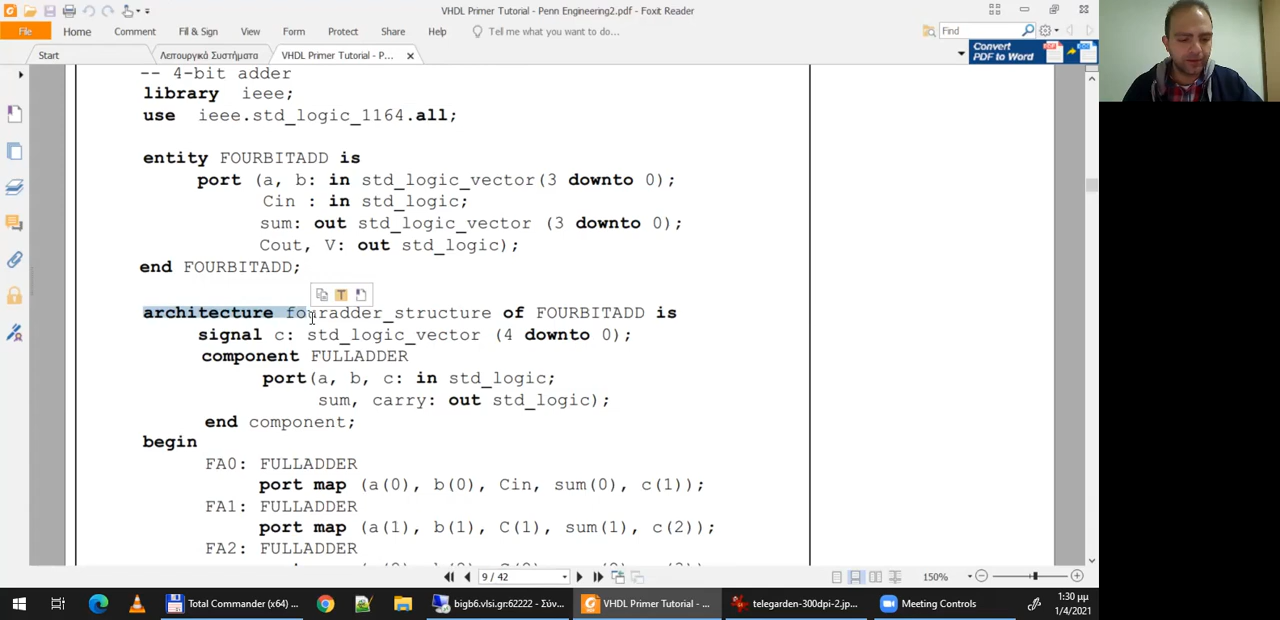 VHDL Primer Tutorial - Penn Engineering2.pdf - Foxit Reader
File Home Comment Fill & Sign View Form Protect Share Help Tell me what you want to do... Find
Start Λειτουργικά Συστήματα VHDL Primer Tutorial - P...
Convert
PDF to Word
-- 4-bit adder
library ieee;
use ieee.std_logic_1164.all;
entity FOURBITADD is
port (a, b: in std_logic_vector(3 downto 0);
Cin : in std_logic;
sum: out std_logic_vector (3 downto 0);
Cout, V: out std_logic);
end FOURBITADD;
architecture fouradder_structure of FOURBITADD is
signal c: std_logic_vector (4 downto 0);
component FULLADDER
port(a, b, c: in std_logic;
sum, carry: out std_logic);
end component;
begin
FA0: FULLADDER
port map (a(0), b(0), Cin, sum(0), c(1));
FA1: FULLADDER
port map (a(1), b(1), C(1), sum(1), c(2));
FA2: FULLADDER
9 / 42 150%
Total Commander (x64) ... bigb6.vlsi.gr:62222 - Σύν... VHDL Primer Tutorial - ... telegarden-300dpi-2.jp... Meeting Controls 1:30 μμ
1/4/2021